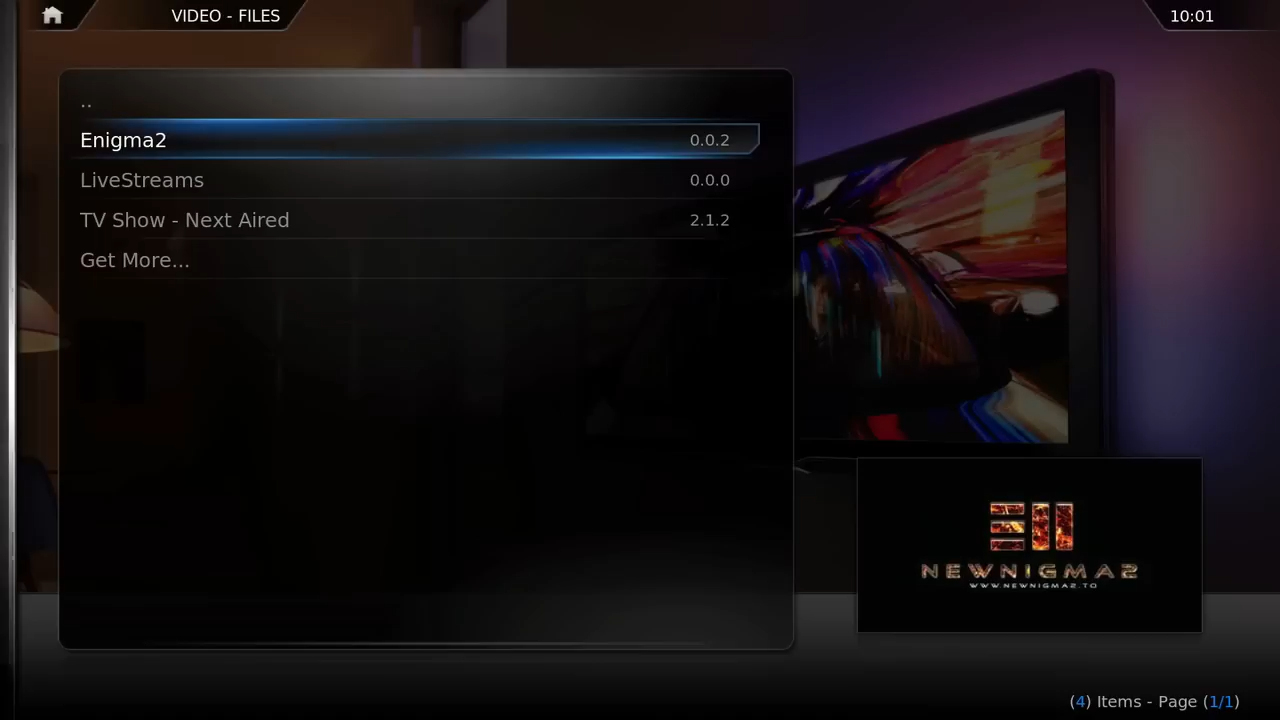 VIDEO - FILES
10:01
..
Enigma2 0.0.2
LiveStreams 0.0.0
TV Show - Next Aired 2.1.2
Get More...
NEWNIGMA2
WWW.NEWNIGMA2.TO
(4) Items - Page (1/1)